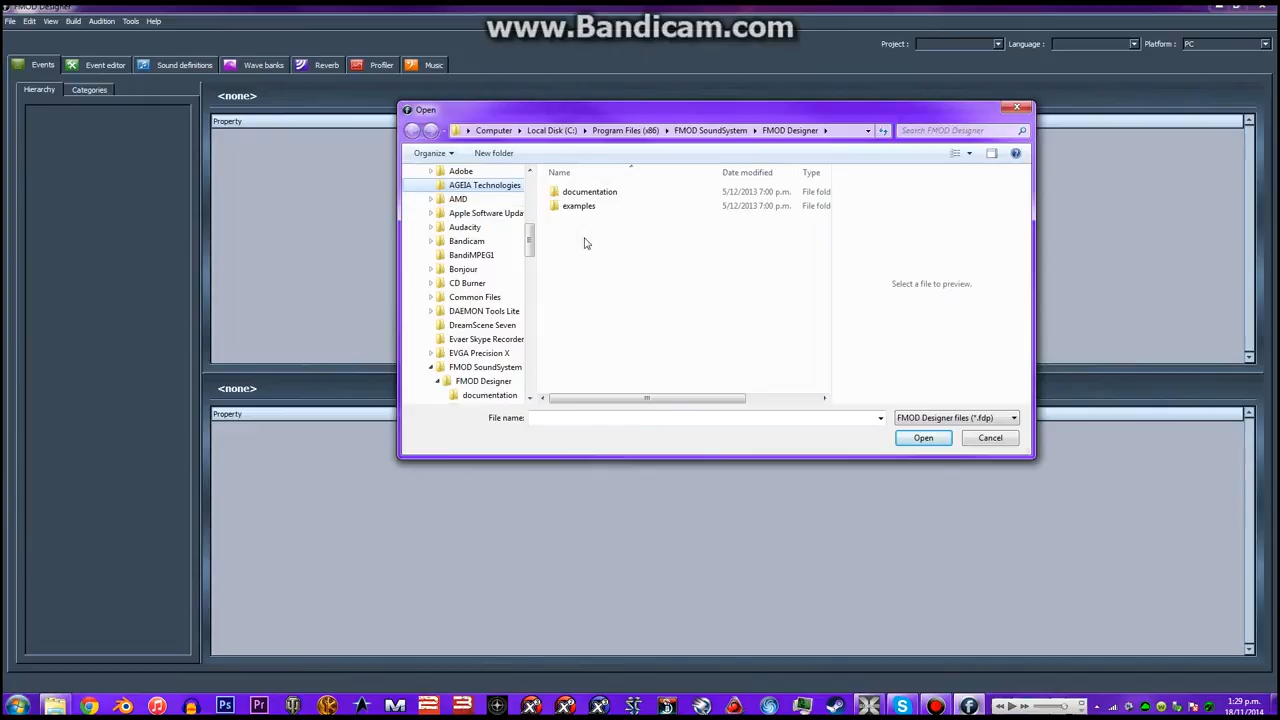 FMOD Designer
www.Bandicam.com
File Edit View Build Audition Tools Help
Project : Language : Platform : PC
Events Event editor Sound definitions Wave banks Reverb Profiler Music
Hierarchy Categories
<none>
Property
Open
Computer Local Disk (C:) Program Files (x86) FMOD SoundSystem FMOD Designer Search FMOD Designer
Organize New folder
Name Date modified Type
Adobe
AGEIA Technologies
AMD
Apple Software Upda
Audacity
Bandicam
BandiMPEG1
Bonjour
CD Burner
Common Files
DAEMON Tools Lite
DreamScene Seven
Evaer Skype Recorder
EVGA Precision X
FMOD SoundSystem
FMOD Designer
documentation
documentation 5/12/2013 7:00 p.m. File fold
examples 5/12/2013 7:00 p.m. File fold
Select a file to preview.
File name: FMOD Designer files (*.fdp)
Open Cancel
<none>
Property
1:29 p.m.
18/11/2014